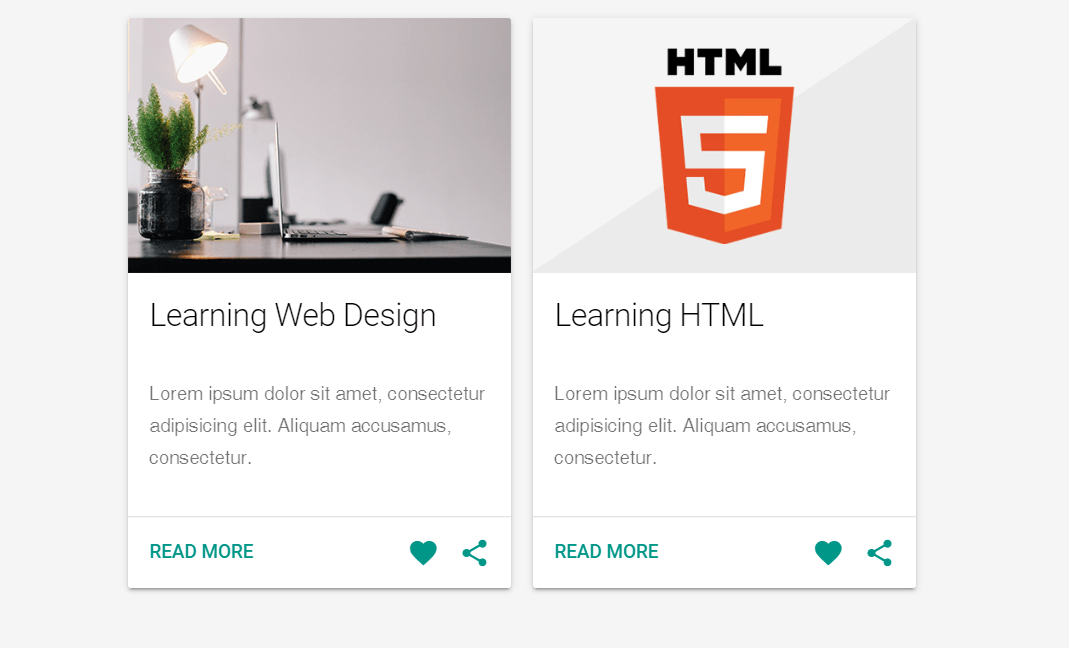 HTML
5
Learning Web Design
Lorem ipsum dolor sit amet, consectetur
adipisicing elit. Aliquam accusamus,
consectetur.
READ MORE
Learning HTML
Lorem ipsum dolor sit amet, consectetur
adipisicing elit. Aliquam accusamus,
consectetur.
READ MORE